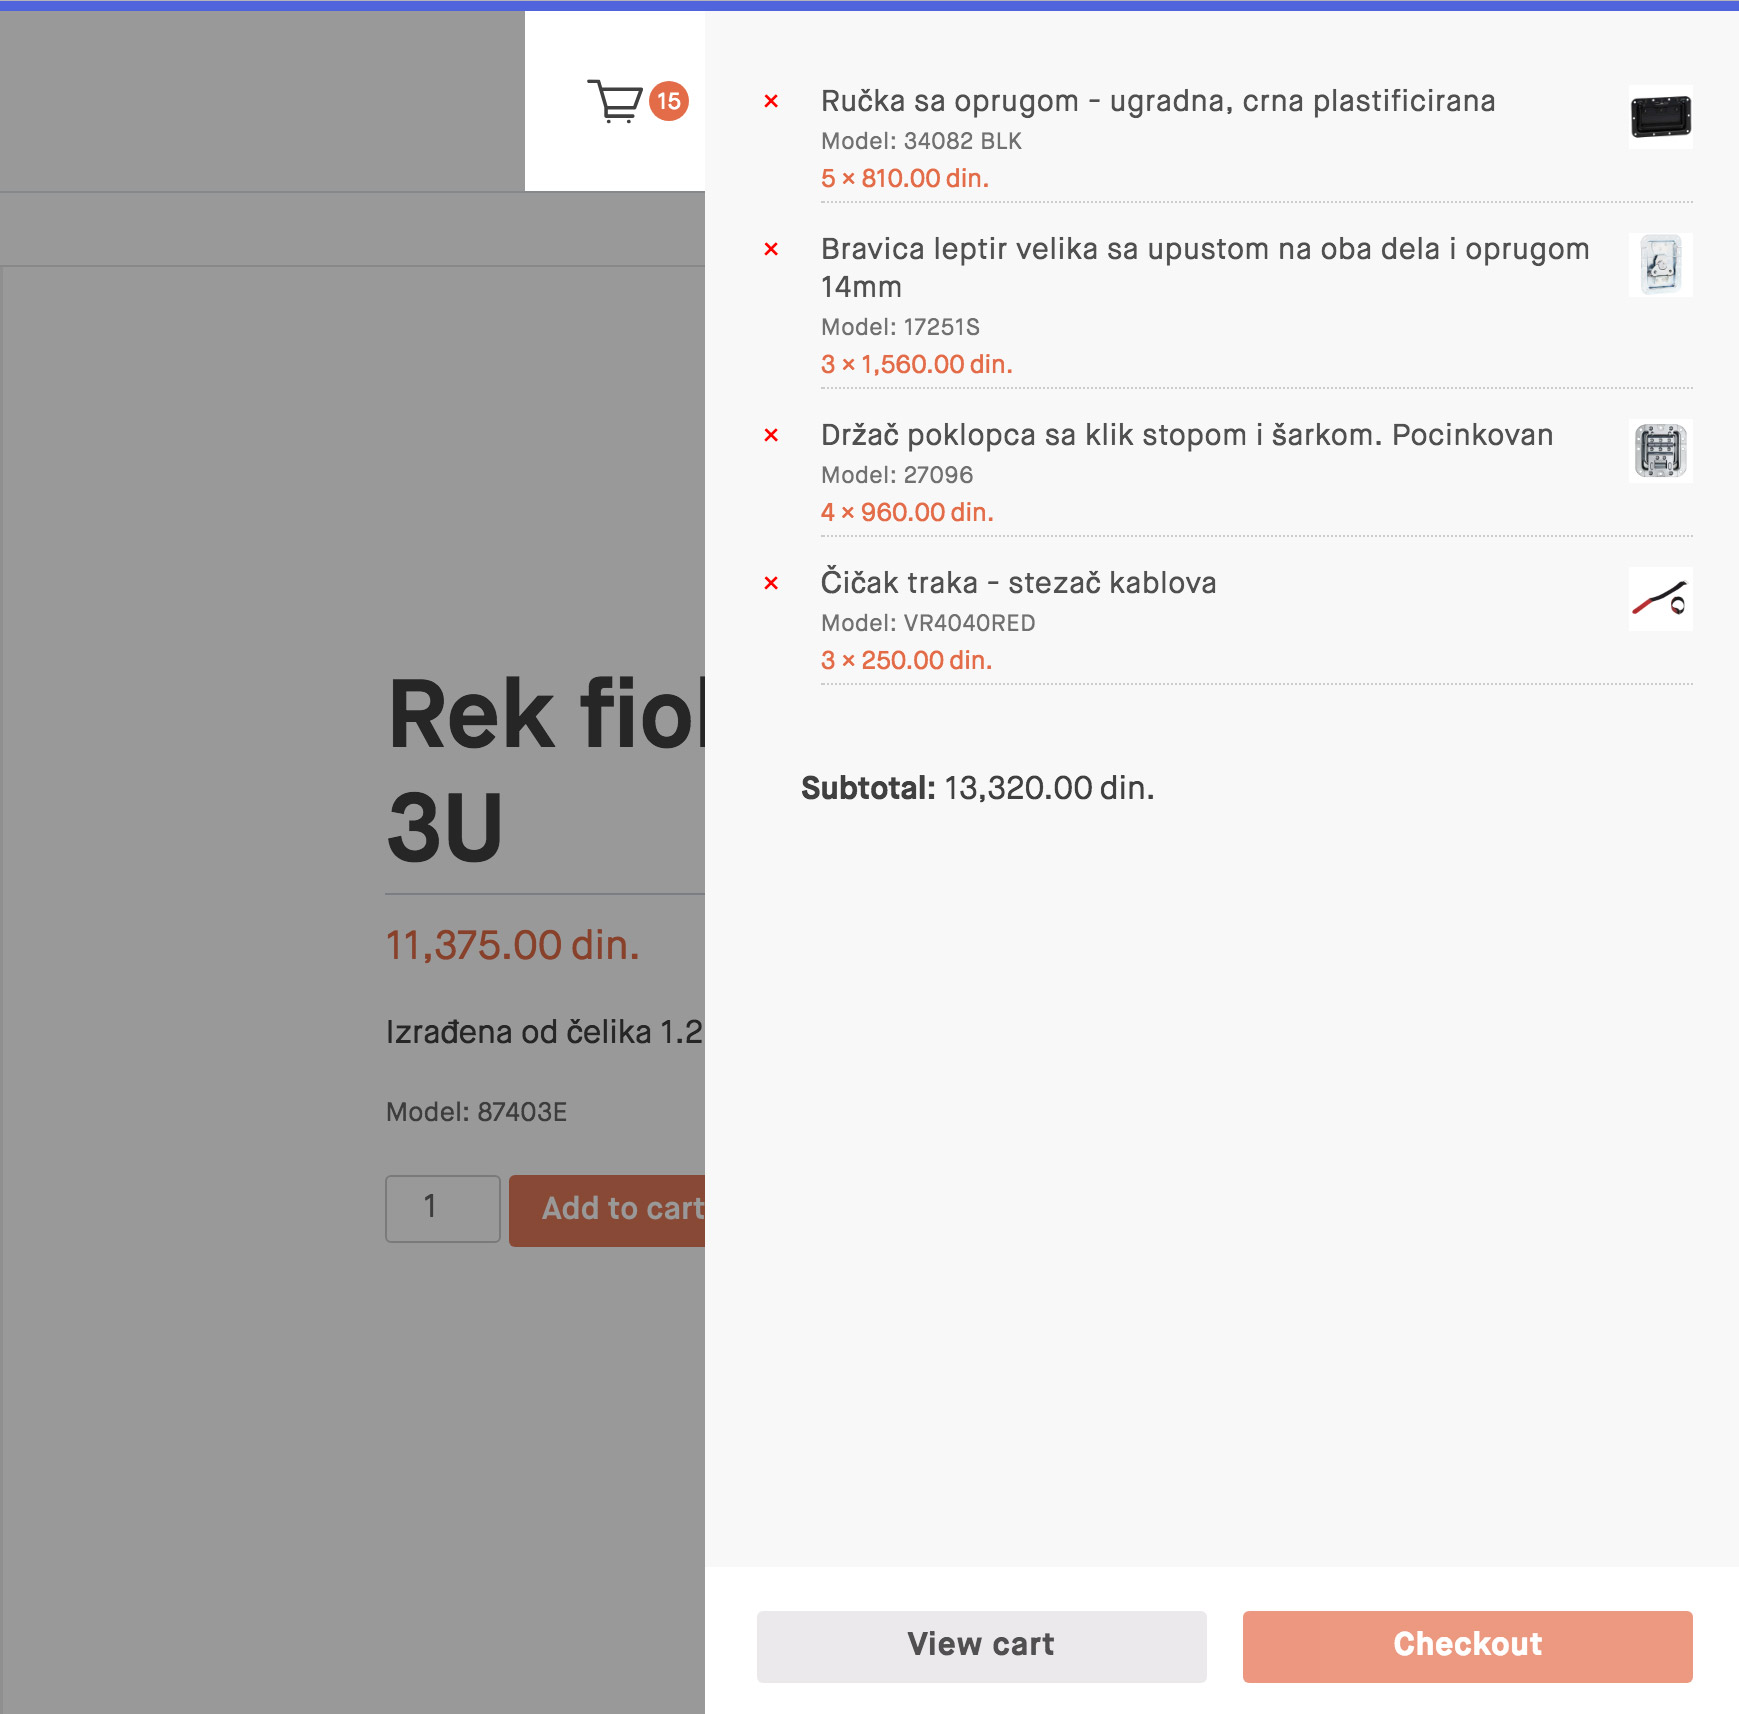 15
Ručka sa oprugom - ugradna, crna plastificirana
Model: 34082 BLK
5 × 810.00 din.
Bravica leptir velika sa upustom na oba dela i oprugom
14mm
Model: 17251S
3 × 1,560.00 din.
Držač poklopca sa klik stopom i šarkom. Pocinkovan
Model: 27096
4 × 960.00 din.
Čičak traka - stezač kablova
Model: VR4040RED
3 × 250.00 din.
Subtotal: 13,320.00 din.
View cart
Checkout
Rek
3U
11,375.00 din.
Izrađena od čelika 1.2
Model: 87403E
1
Add to cart